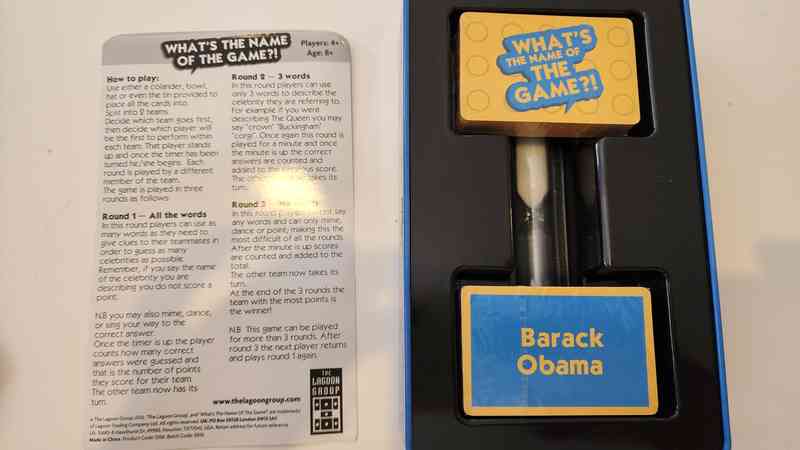 WHAT'S THE NAME
OF THE GAME?!
Players: 4+
Age: 8+
How to play:
Use either a colander, bowl,
hat or even the tin provided to
place all the cards into.
Split into 2 teams.
Decide which team goes first,
then decide which player will
be the first to perform within
each team. That player stands
up and once the timer has been
turned he/she begins. Each
round is played by a different
member of the team.
The game is played in three
rounds as follows:
Round 1 — All the words
In this round players can use as
many words as they need to
give clues to their teammates in
order to guess as many
celebrities as possible.
Remember, if you say the name
of the celebrity you are
describing you do not score a
point.
N.B you may also mime, dance,
or sing your way to the
correct answer.
Once the timer is up the player
counts how many correct
answers were guessed and
that is the number of points
they score for their team.
The other team now has its
turn.
Round 2 — 3 words
In this round players can use
only 3 words to describe the
celebrity they are referring to.
For example if you were
describing The Queen you may
say "crown" "Buckingham"
"corgi". Once again this round is
played for a minute and once
the minute is up the correct
answers are counted and
added to the previous score.
The other takes its
turn.
Round 3
In this round players cannot say
any words and can only mime,
dance or point, making this the
most difficult of all the rounds.
After the minute is up scores
are counted and added to the
total.
The other team now takes its
turn.
At the end of the 3 rounds the
team with the most points is
the winner!
N.B This game can be played
for more than 3 rounds. After
round 3 the next player returns
and plays round 1 again.
www.thelagoongroup.com
THE
LAGOON
GROUP
WHAT'S
THE NAME OF
THE
GAME?!
Barack
Obama